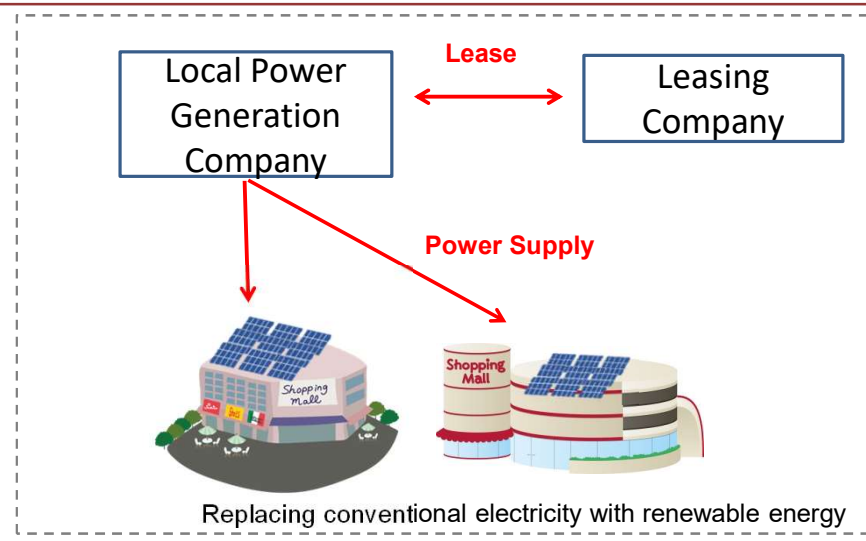 Local Power
Generation
Company
Lease
Leasing
Company
Power Supply
Shopping
mall
Shopping
Mall
Replacing conventional electricity with renewable energy